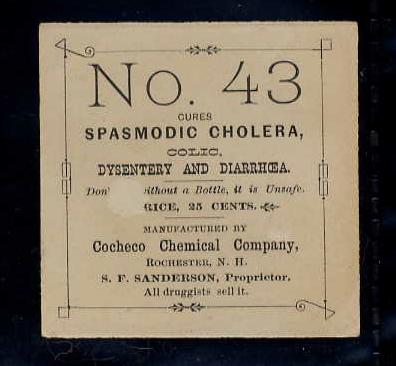 No. 43
CURES
SPASMODIC CHOLERA,
COLIC,
DYSENTERY AND DIARRHŒA.
Don' ithout a Bottle, it is Unsafe.
RICE, 25 CENTS.
MANUFACTURED BY
Cocheco Chemical Company,
ROCHESTER, N. H.
S. F. SANDERSON, Proprietor.
All druggists sell it.